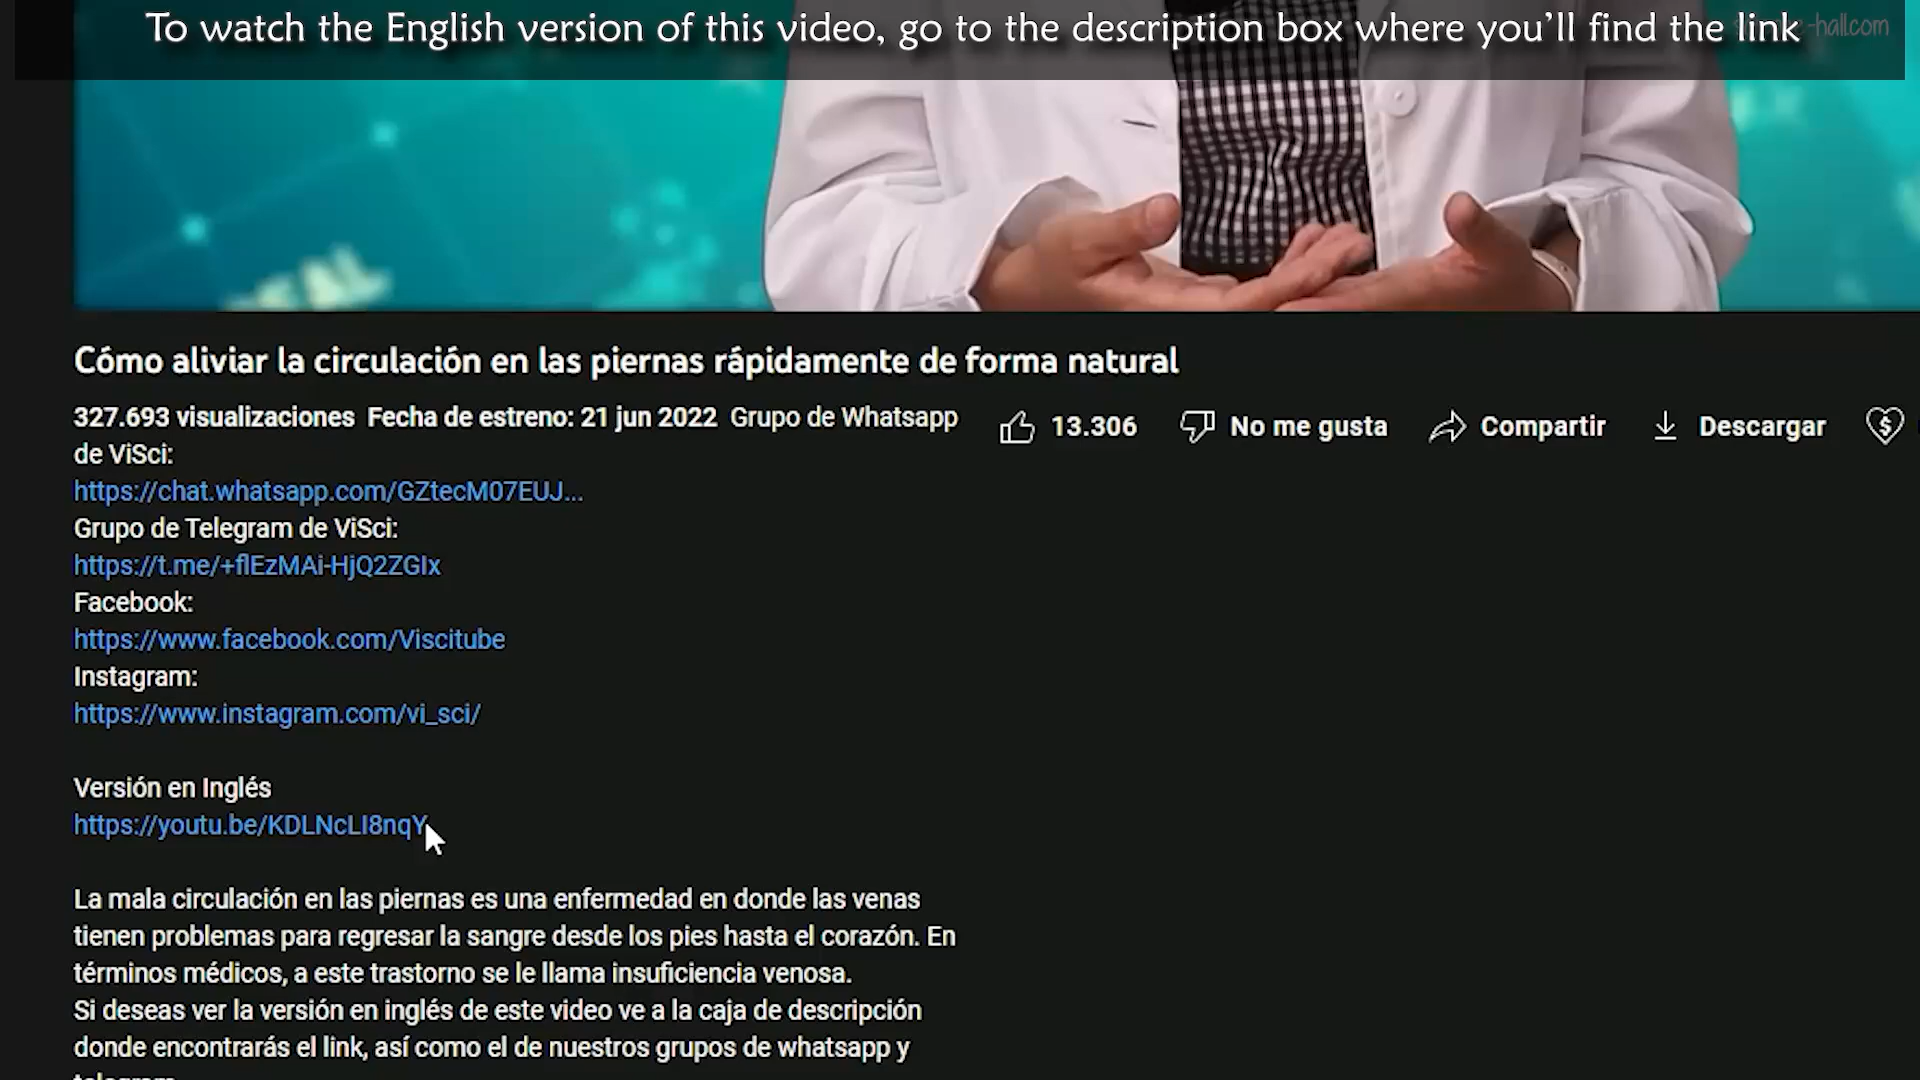 To watch the English version of this video, go to the description box where you'll find the link
Cómo aliviar la circulación en las piernas rápidamente de forma natural
327.693 visualizaciones Fecha de estreno: 21 jun 2022 Grupo de Whatsapp
de ViSci:
13.306
No me gusta
Compartir
Descargar
https://chat.whatsapp.com/GZtecM07EUJ...
Grupo de Telegram de ViSci:
https://t.me/+flEzMAi-HjQ2ZGIx
Facebook:
https://www.facebook.com/Viscitube
Instagram:
https://www.instagram.com/vi_sci/
Versión en Inglés
https://youtu.be/KDLNcLI8nqY
La mala circulación en las piernas es una enfermedad en donde las venas
tienen problemas para regresar la sangre desde los pies hasta el corazón. En
términos médicos, a este trastorno se le llama insuficiencia venosa.
Si deseas ver la versión en inglés de este video ve a la caja de descripción
donde encontrarás el link, así como el de nuestros grupos de whatsapp y